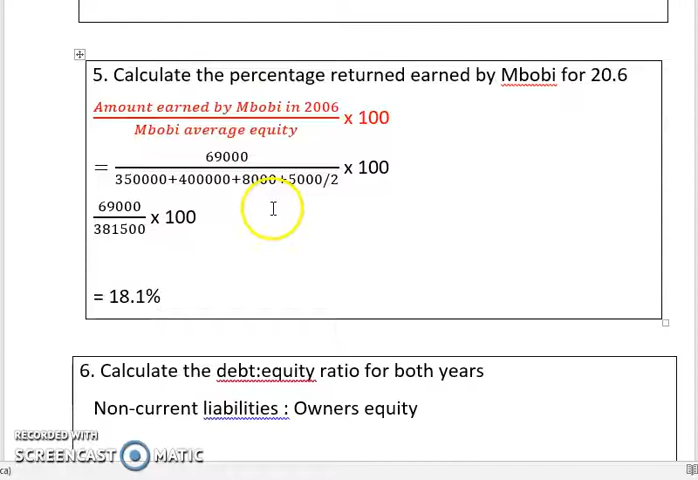 5. Calculate the percentage returned earned by Mbobi for 20.6
Amount earned by Mbobi in 2006
Mbobi average equity
x 100
=
69000
350000+400000+8000+5000/2
x 100
69000
381500
x 100
= 18.1%
6. Calculate the debt:equity ratio for both years
Non-current liabilities : Owners equity
RECORDED WITH
SCREENCAST MATIC
ca)